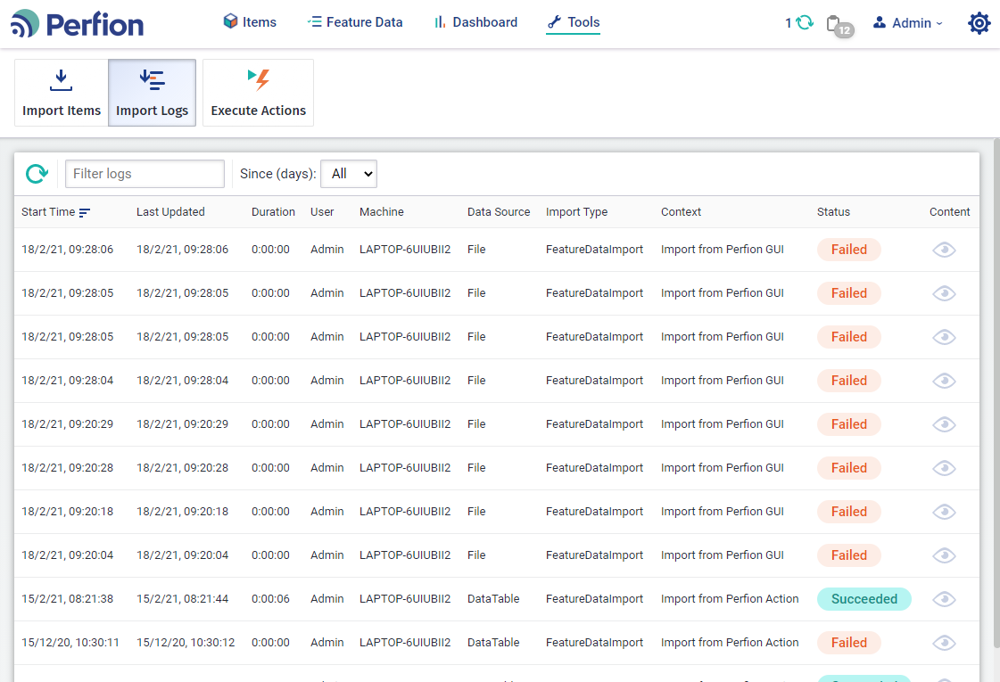 Perfion Items Feature Data Dashboard Tools 1 12 Admin
Import Items Import Logs Execute Actions
Filter logs Since (days): All
Start Time Last Updated Duration User Machine Data Source Import Type Context Status Content
18/2/21, 09:28:06 18/2/21, 09:28:06 0:00:00 Admin LAPTOP-6UIUBII2 File FeatureDataImport Import from Perfion GUI Failed
18/2/21, 09:28:05 18/2/21, 09:28:05 0:00:00 Admin LAPTOP-6UIUBII2 File FeatureDataImport Import from Perfion GUI Failed
18/2/21, 09:28:05 18/2/21, 09:28:05 0:00:00 Admin LAPTOP-6UIUBII2 File FeatureDataImport Import from Perfion GUI Failed
18/2/21, 09:28:04 18/2/21, 09:28:04 0:00:00 Admin LAPTOP-6UIUBII2 File FeatureDataImport Import from Perfion GUI Failed
18/2/21, 09:20:29 18/2/21, 09:20:29 0:00:00 Admin LAPTOP-6UIUBII2 File FeatureDataImport Import from Perfion GUI Failed
18/2/21, 09:20:28 18/2/21, 09:20:28 0:00:00 Admin LAPTOP-6UIUBII2 File FeatureDataImport Import from Perfion GUI Failed
18/2/21, 09:20:18 18/2/21, 09:20:18 0:00:00 Admin LAPTOP-6UIUBII2 File FeatureDataImport Import from Perfion GUI Failed
18/2/21, 09:20:04 18/2/21, 09:20:04 0:00:00 Admin LAPTOP-6UIUBII2 File FeatureDataImport Import from Perfion GUI Failed
15/2/21, 08:21:38 15/2/21, 08:21:44 0:00:06 Admin LAPTOP-6UIUBII2 DataTable FeatureDataImport Import from Perfion Action Succeeded
15/12/20, 10:30:11 15/12/20, 10:30:12 0:00:00 Admin LAPTOP-6UIUBII2 DataTable FeatureDataImport Import from Perfion Action Failed